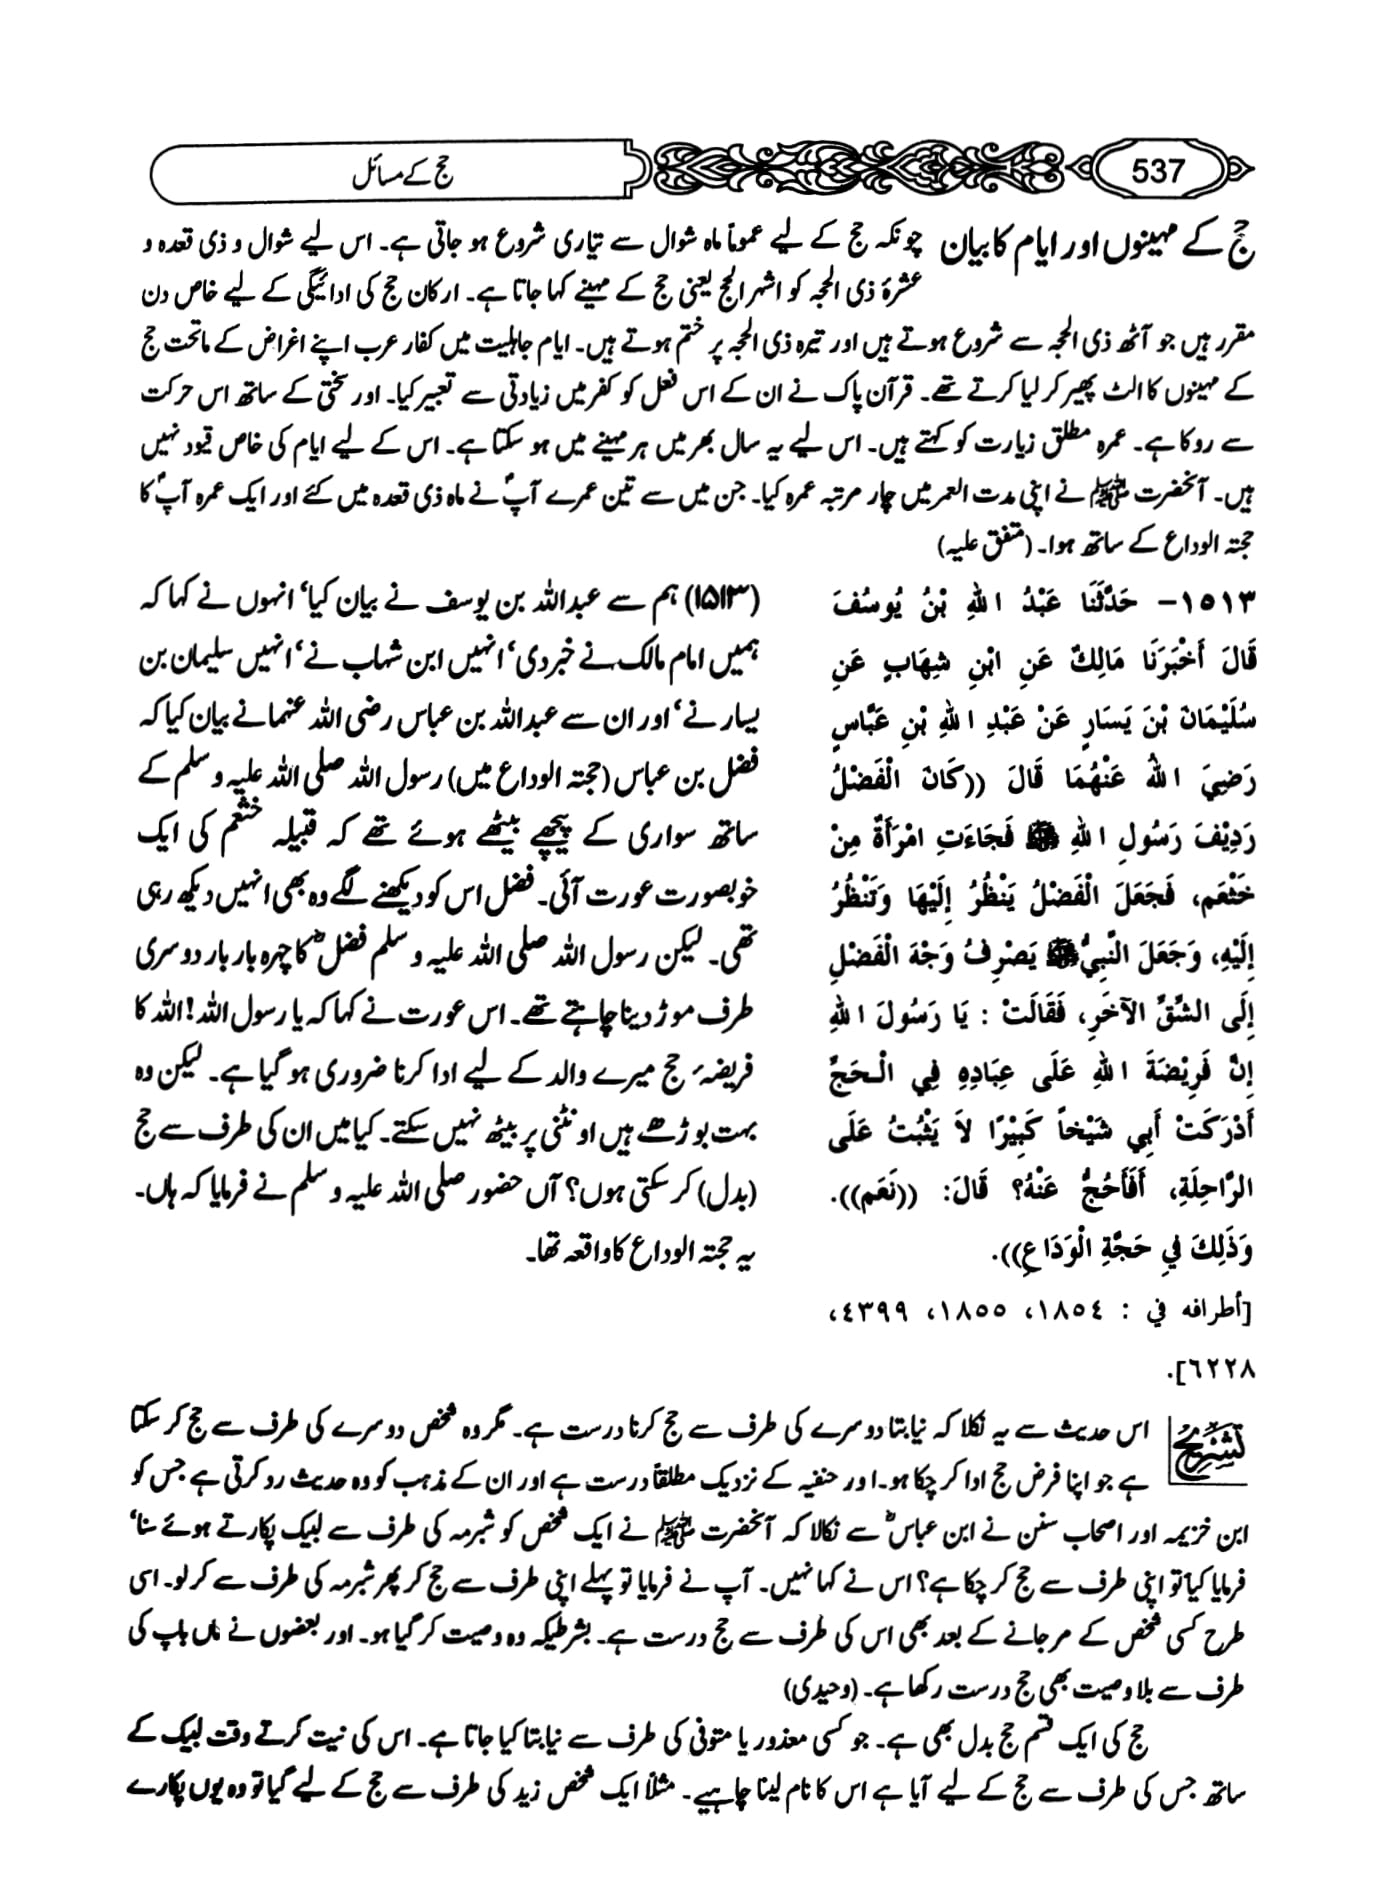 537
حج کے مسائل
حج کے مہینوں اور ایام کا بیان چونکہ حج کے لیے عموماً ماہ شوال سے تیاری شروع ہو جاتی ہے۔ اس لیے شوال و ذی قعدہ و
عشرۂ ذی الحجہ کو اشہر الحج یعنی حج کے مہینے کہا جاتا ہے۔ ارکان حج کی ادائیگی کے لیے خاص دن
مقرر ہیں جو آٹھ ذی الحجہ سے شروع ہوتے ہیں اور تیرہ ذی الحجہ پر ختم ہوتے ہیں۔ ایام جاہلیت میں کفار عرب اپنے اغراض کے ماتحت حج
کے مہینوں کا الٹ پھیر کر لیا کرتے تھے۔ قرآن پاک نے ان کے اس فعل کو کفر میں زیادتی سے تعبیر کیا۔ اور سختی کے ساتھ اس حرکت
سے روکا ہے۔ عمرہ مطلق زیارت کو کہتے ہیں۔ اس لیے یہ سال بھر میں ہر مہینے میں ہو سکتا ہے۔ اس کے لیے ایام کی خاص قیود نہیں
ہیں۔ آنحضرت ﷺ نے اپنی مدت العمر میں چار مرتبہ عمرہ کیا۔ جن میں سے تین عمرے آپؐ نے ماہ ذی قعدہ میں کئے اور ایک عمرہ آپؐ کا
حجتہ الوداع کے ساتھ ہوا۔ (متفق علیہ)
١٥١٣– حَدَّثَنَا عَبْدُ اللهِ بْنُ يُوسُفَ
قَالَ أَخْبَرَنَا مَالِكٌ عَنِ ابْنِ شِهَابٍ عَنِ
سُلَيْمَانَ بْنَ يَسَارٍ عَنْ عَبْدِ اللهِ بْنِ عَبَّاسٍ
رَضِيَ اللهُ عَنْهُمَا قَالَ ((كَانَ الْفَضْلُ
رَدِيْفَ رَسُولِ اللهِ ﷺ فَجَاءَتِ امْرَأَةٌ مِنْ
خَثْعَم، فَجَعَلَ الْفَضْلُ يَنْظُرُ إِلَيْهَا وَتَنْظُرُ
إِلَيْهِ، وَجَعَلَ النَّبِيُّ ﷺ يَصْرِفُ وَجْهَ الْفَضْلِ
إِلَى الشِّقِّ الآخَرِ، فَقَالَتْ : يَا رَسُولَ اللهِ
إِنَّ فَرِيْضَةَ اللهِ عَلَى عِبَادِهِ فِي الْحَجِّ
أَدْرَكَتْ أَبِي شَيْخاً كَبِيْرًا لاَ يَثْبُتُ عَلَى
الرَّاحِلَةِ، أَفَأَحُجُّ عَنْهُ؟ قَالَ: ((نَعَم)).
وَذَلِكَ فِي حَجَّةِ الْوَدَاعِ)).
[أطرافه في : ١٨٥٤، ١٨٥٥، ٤٣٩٩،
٦٢٢٨].
(۱۵۱۳) ہم سے عبداللہ بن یوسف نے بیان کیا‘ انہوں نے کہا کہ
ہمیں امام مالک نے خبر دی‘ انہیں ابن شہاب نے‘ انہیں سلیمان بن
یسار نے‘ اور ان سے عبداللہ بن عباس رضی اللہ عنہما نے بیان کیا کہ
فضل بن عباس (حجتہ الوداع میں) رسول اللہ صلی اللہ علیہ و سلم کے
ساتھ سواری کے پیچھے بیٹھے ہوئے تھے کہ قبیلہ خثعم کی ایک
خوبصورت عورت آئی۔ فضل اس کو دیکھنے لگے وہ بھی انہیں دیکھ رہی
تھی۔ لیکن رسول اللہ صلی اللہ علیہ و سلم فضلؓ کا چہرہ بار بار دوسری
طرف موڑ دینا چاہتے تھے۔ اس عورت نے کہا کہ یا رسول اللہ! اللہ کا
فریضۂ حج میرے والد کے لیے ادا کرنا ضروری ہو گیا ہے۔ لیکن وہ
بہت بوڑھے ہیں اونٹنی پر بیٹھ نہیں سکتے۔ کیا میں ان کی طرف سے حج
(بدل) کر سکتی ہوں؟ آں حضور صلی اللہ علیہ و سلم نے فرمایا کہ ہاں۔
یہ حجتہ الوداع کا واقعہ تھا۔
تشریح اس حدیث سے یہ نکلا کہ نیابتاً دوسرے کی طرف سے حج کرنا درست ہے۔ مگر وہ شخص دوسرے کی طرف سے حج کر سکتا
ہے جو اپنا فرض حج ادا کر چکا ہو۔ اور حنفیہ کے نزدیک مطلقاً درست ہے اور ان کے مذہب کو وہ حدیث رد کرتی ہے جس کو
ابن خزیمہ اور اصحاب سنن نے ابن عباسؓ سے نکالا کہ آنحضرت ﷺ نے ایک شخص کو شبرمہ کی طرف سے لبیک پکارتے ہوئے سنا‘
فرمایا کیا تو اپنی طرف سے حج کر چکا ہے؟ اس نے کہا نہیں۔ آپ نے فرمایا تو پہلے اپنی طرف سے حج کر پھر شبرمہ کی طرف سے کر لو۔ اسی
طرح کسی شخص کے مر جانے کے بعد بھی اس کی طرف سے حج درست ہے۔ بشرطیکہ وہ وصیت کر گیا ہو۔ اور بعضوں نے ماں باپ کی
طرف سے بلا وصیت بھی حج درست رکھا ہے۔ (وحیدی)
حج کی ایک قسم حج بدل بھی ہے۔ جو کسی معذور یا متوفی کی طرف سے نیابتاً کیا جاتا ہے۔ اس کی نیت کرتے وقت لبیک کے
ساتھ جس کی طرف سے حج کے لیے آیا ہے اس کا نام لینا چاہیے۔ مثلاً ایک شخص زید کی طرف سے حج کے لیے گیا تو وہ یوں پکارے